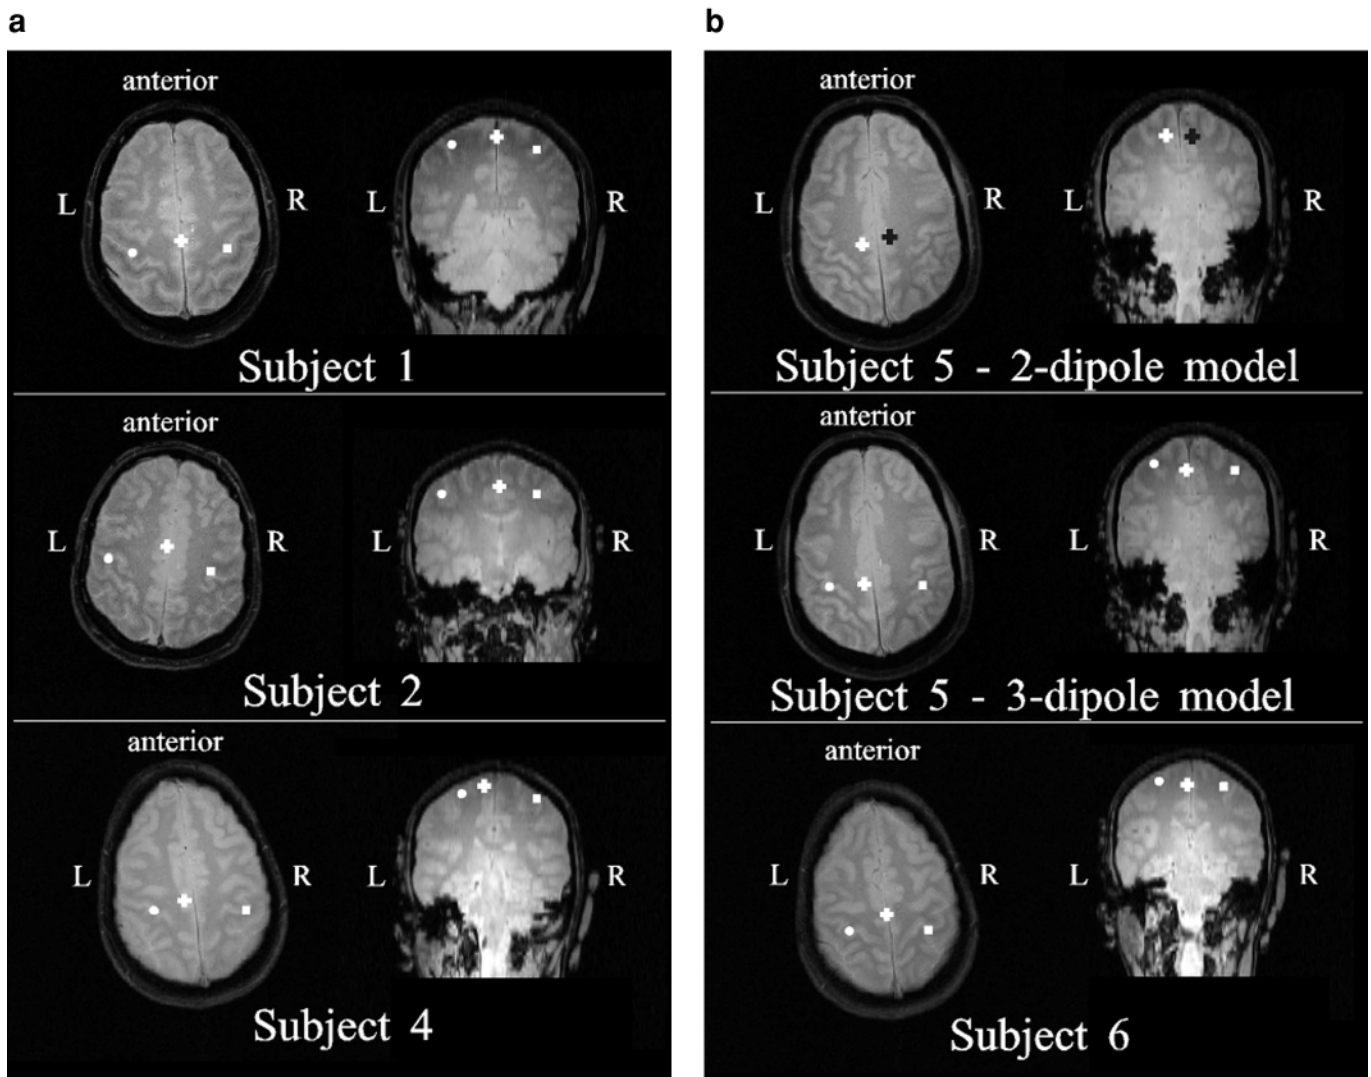 a
anterior
L
R
L
R
Subject 1
anterior
L
R
L
R
Subject 2
anterior
L
R
L
R
Subject 4
b
anterior
L
R
L
R
Subject 5 - 2-dipole model
anterior
L
R
L
R
Subject 5 - 3-dipole model
anterior
L
R
L
R
Subject 6